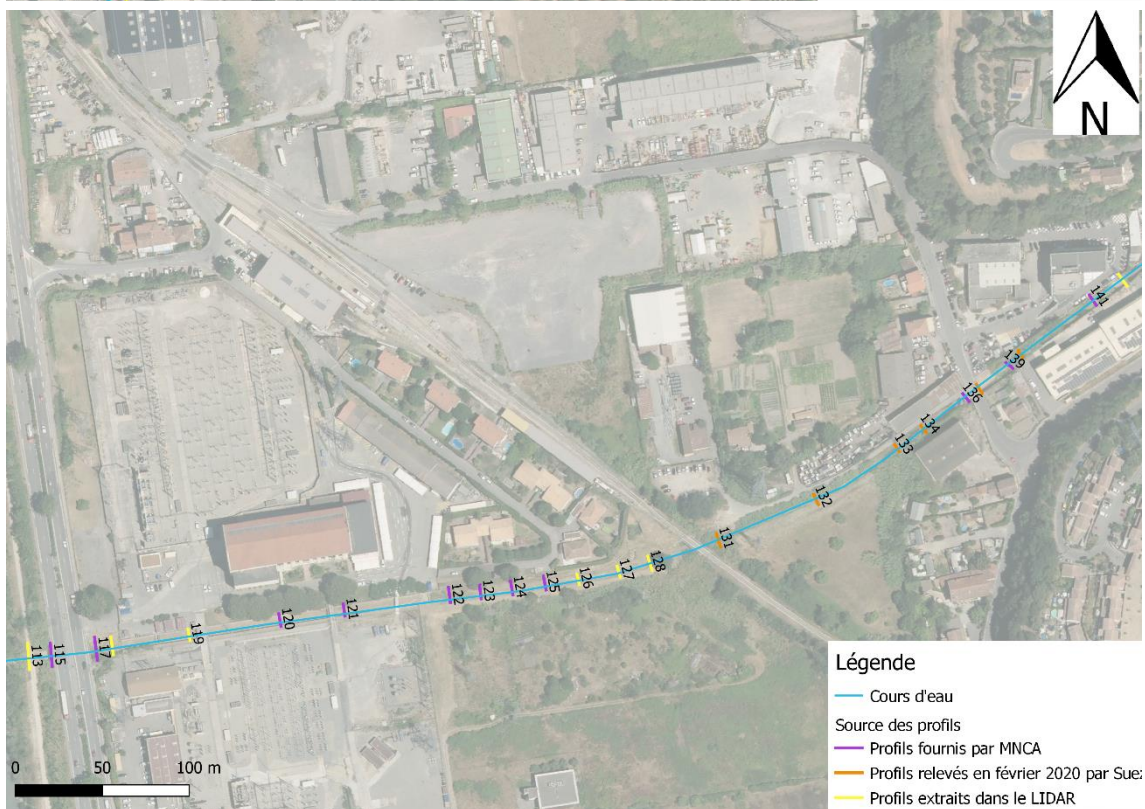 N
141
139
136
134
133
132
131
128
127
126
125
124
123
122
121
120
119
117
115
113
0 50 100 m
Légende
Cours d'eau
Source des profils
Profils fournis par MNCA
Profils relevés en février 2020 par Suez
Profils extraits dans le LIDAR